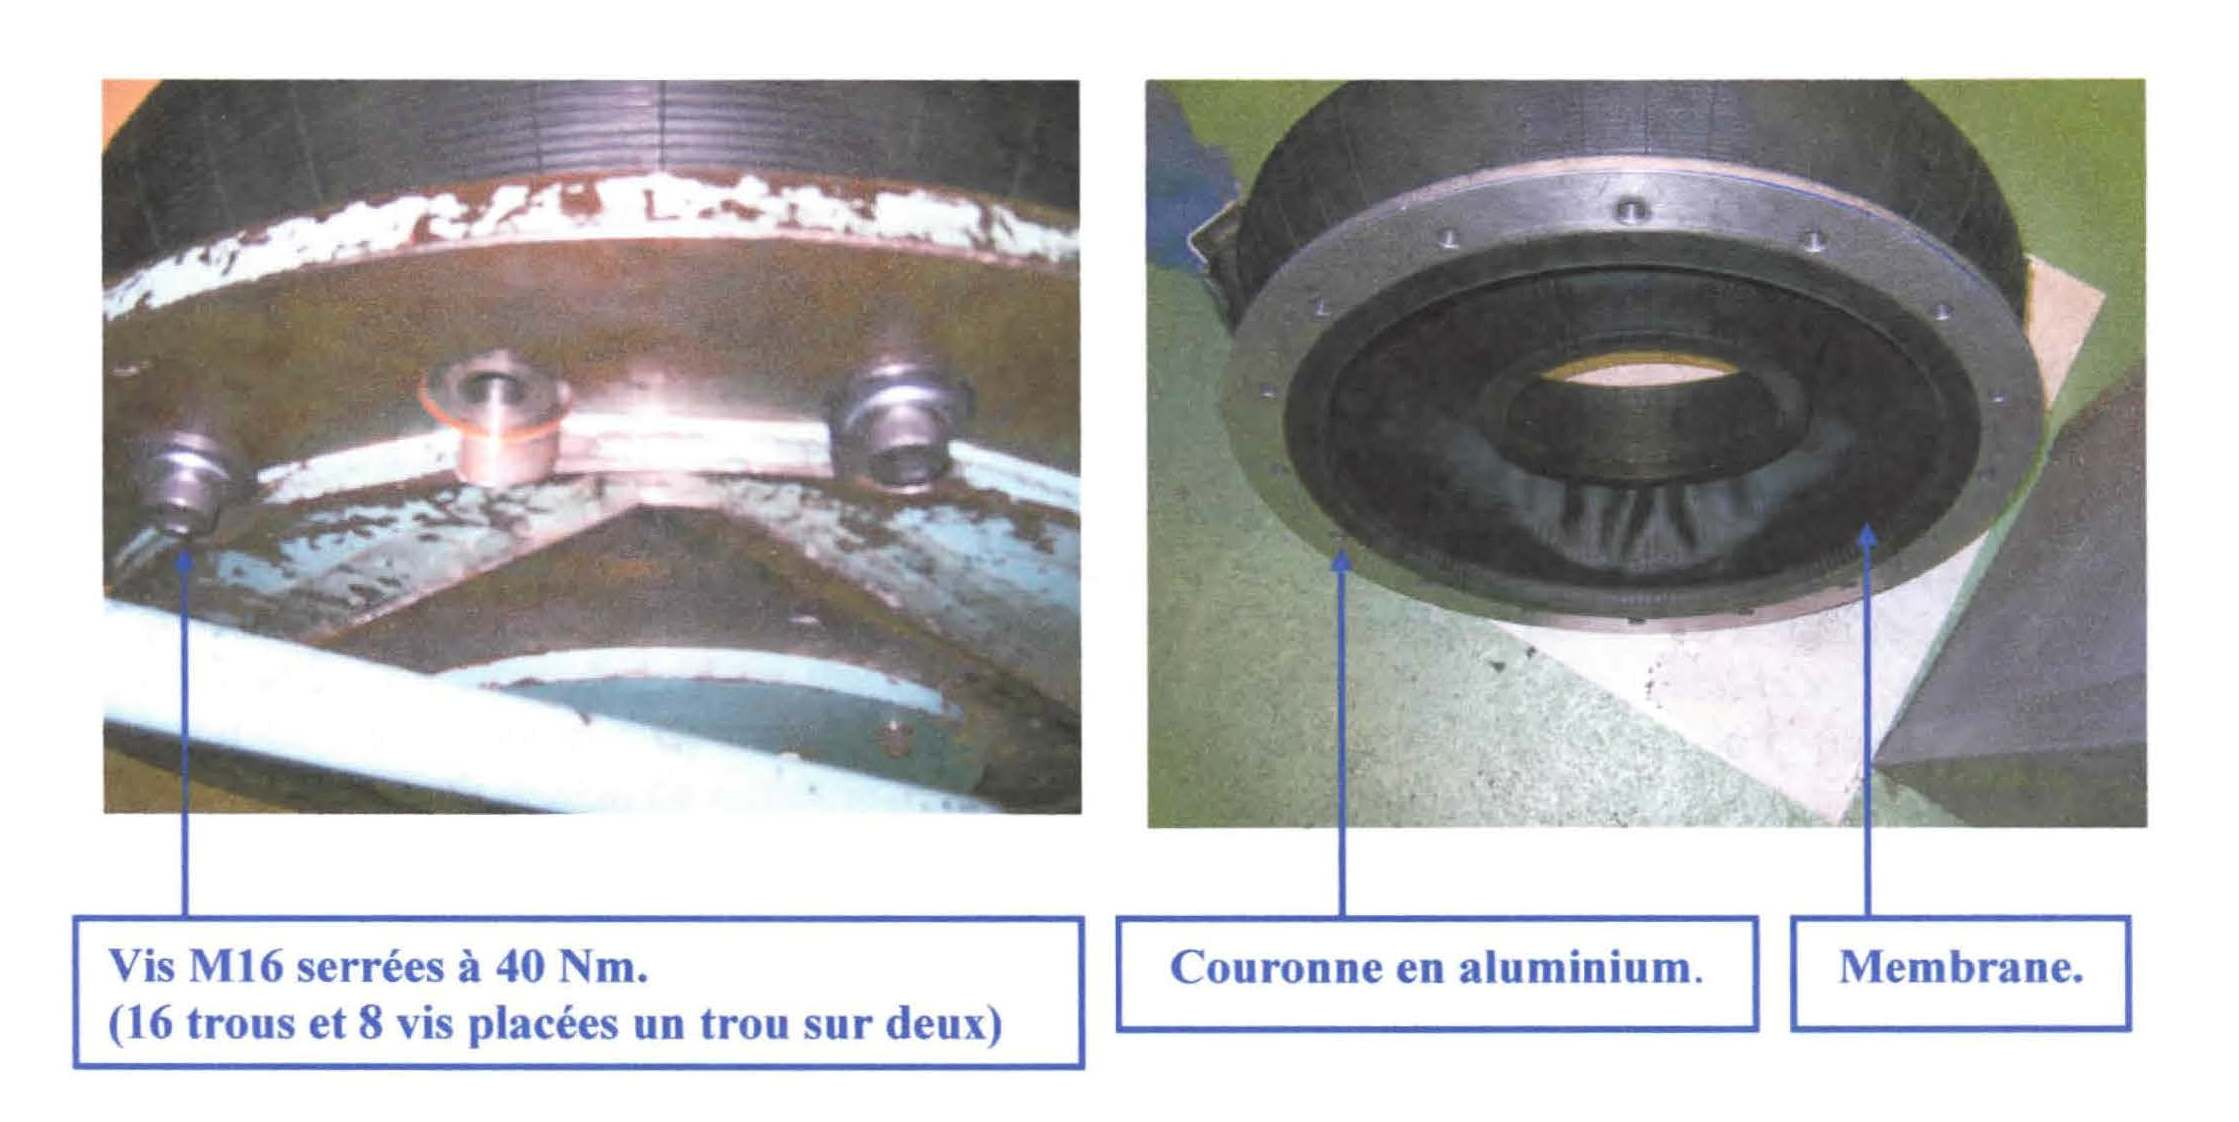 Vis M16 serrées à 40 Nm.
(16 trous et 8 vis placées un trou sur deux)
Couronne en aluminium.
Membrane.